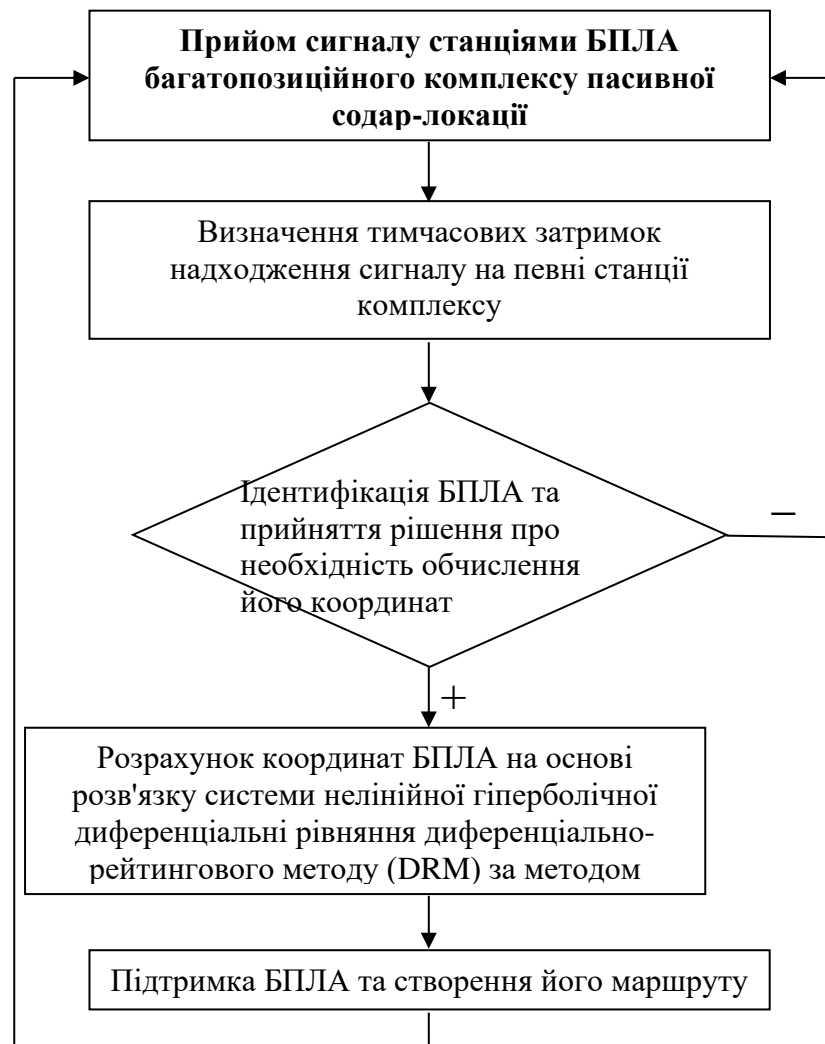 Прийом сигналу станціями БПЛА
багатопозиційного комплексу пасивної
содар-локації
Визначення тимчасових затримок
надходження сигналу на певні станції
комплексу
Ідентифікація БПЛА та
прийняття рішення про
необхідність обчислення
його координат
–
+
Розрахунок координат БПЛА на основі
розв'язку системи нелінійної гіперболічної
диференціальні рівняння диференціально-
рейтингового методу (DRM) за методом
Підтримка БПЛА та створення його маршруту